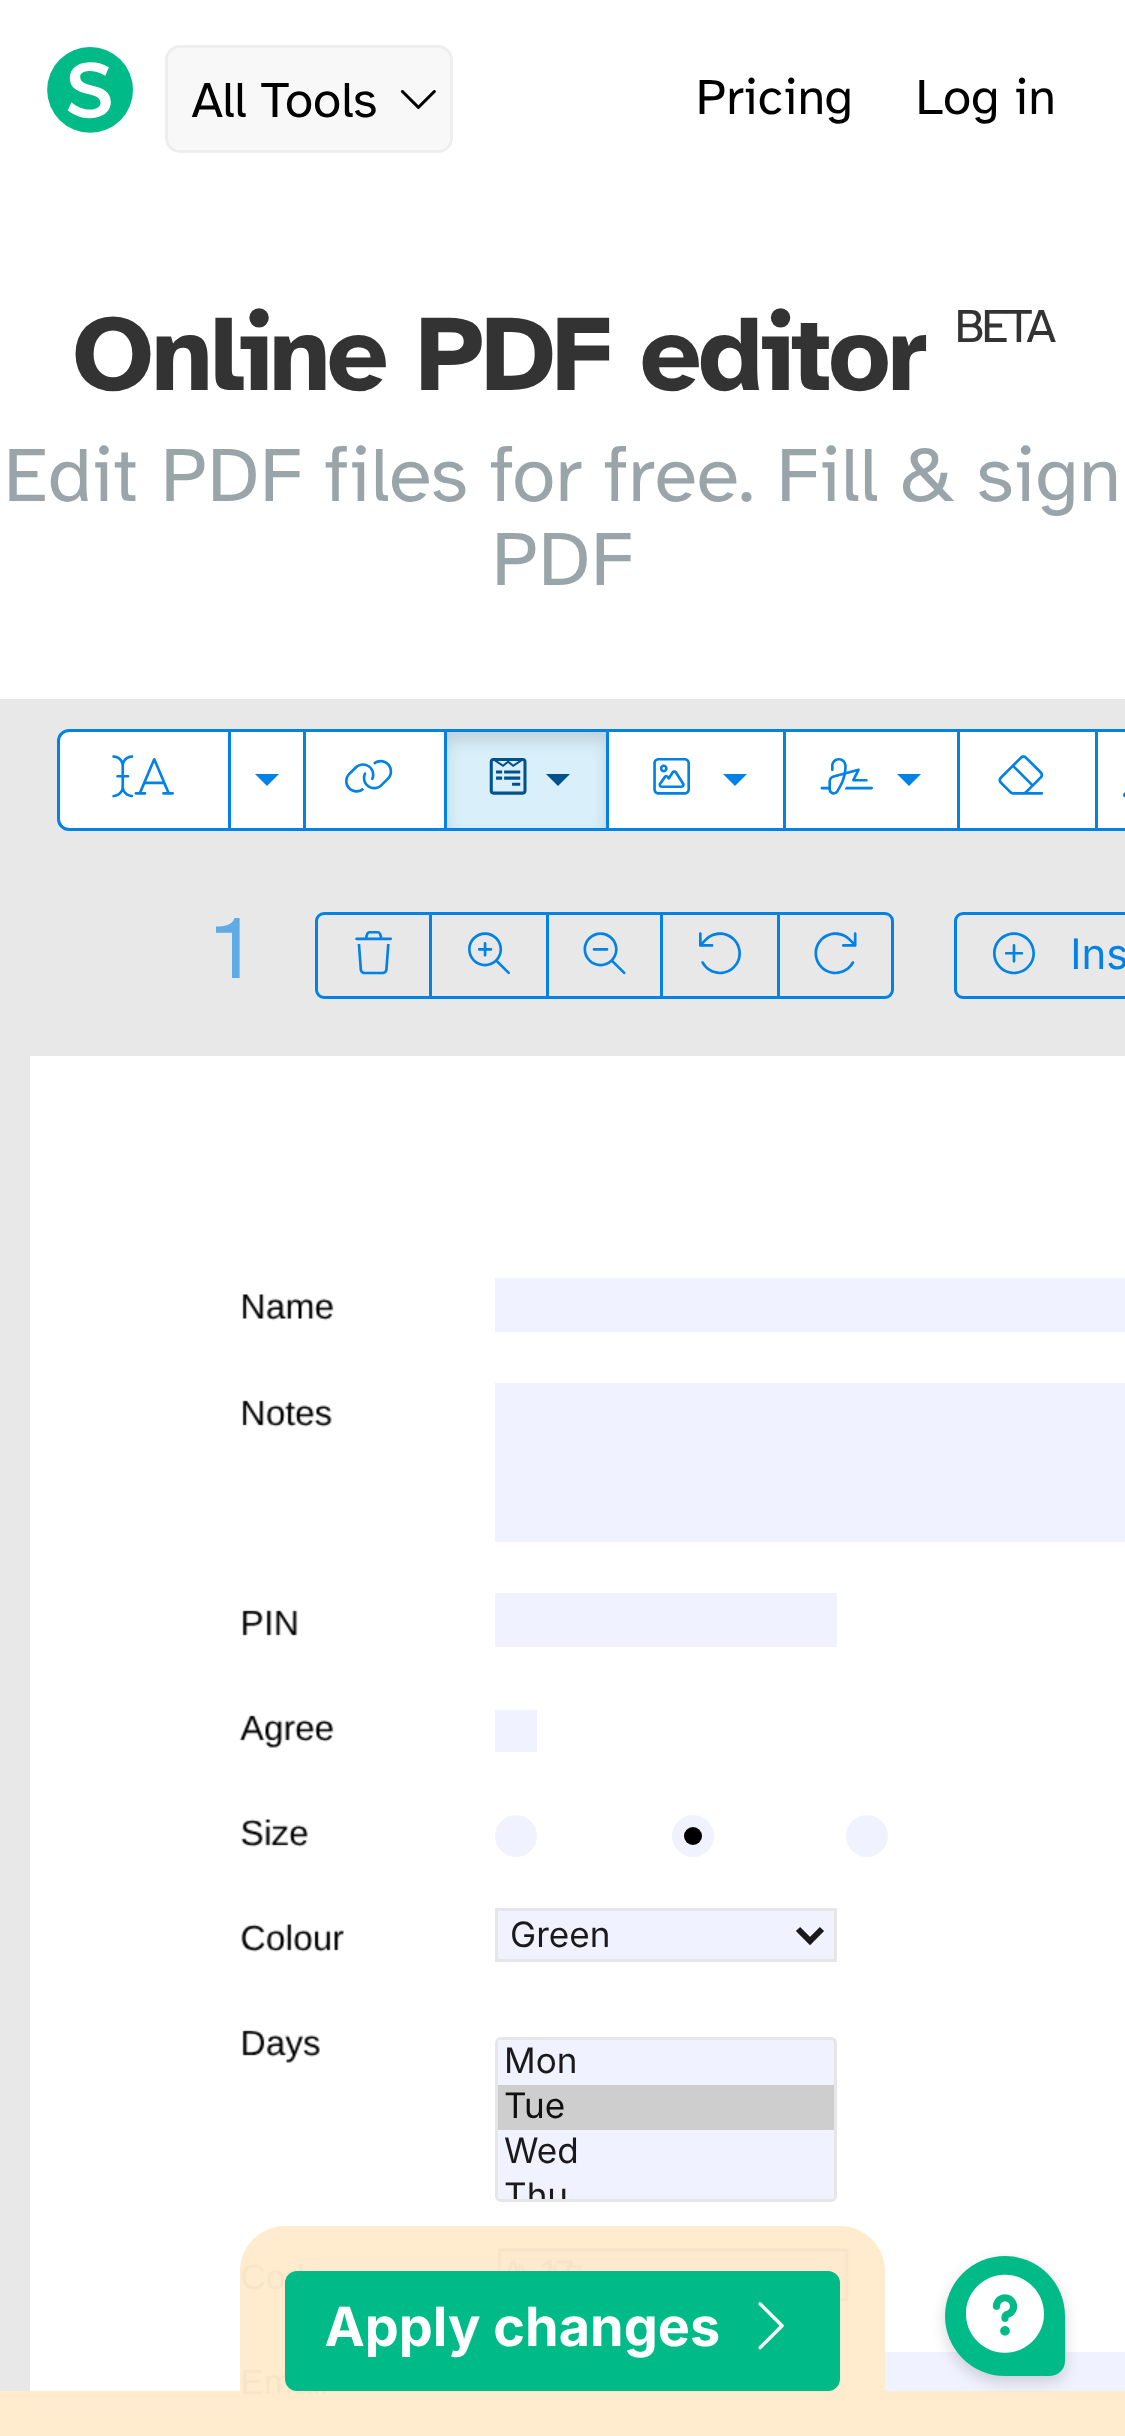 S
All Tools
Pricing
Log in
Online PDF editor BETA
Edit PDF files for free. Fill & sign
PDF
A
1
Ins
Name
Notes
PIN
Agree
Size
Colour
Green
Days
Mon
Tue
Wed
Thu
Apply changes
?